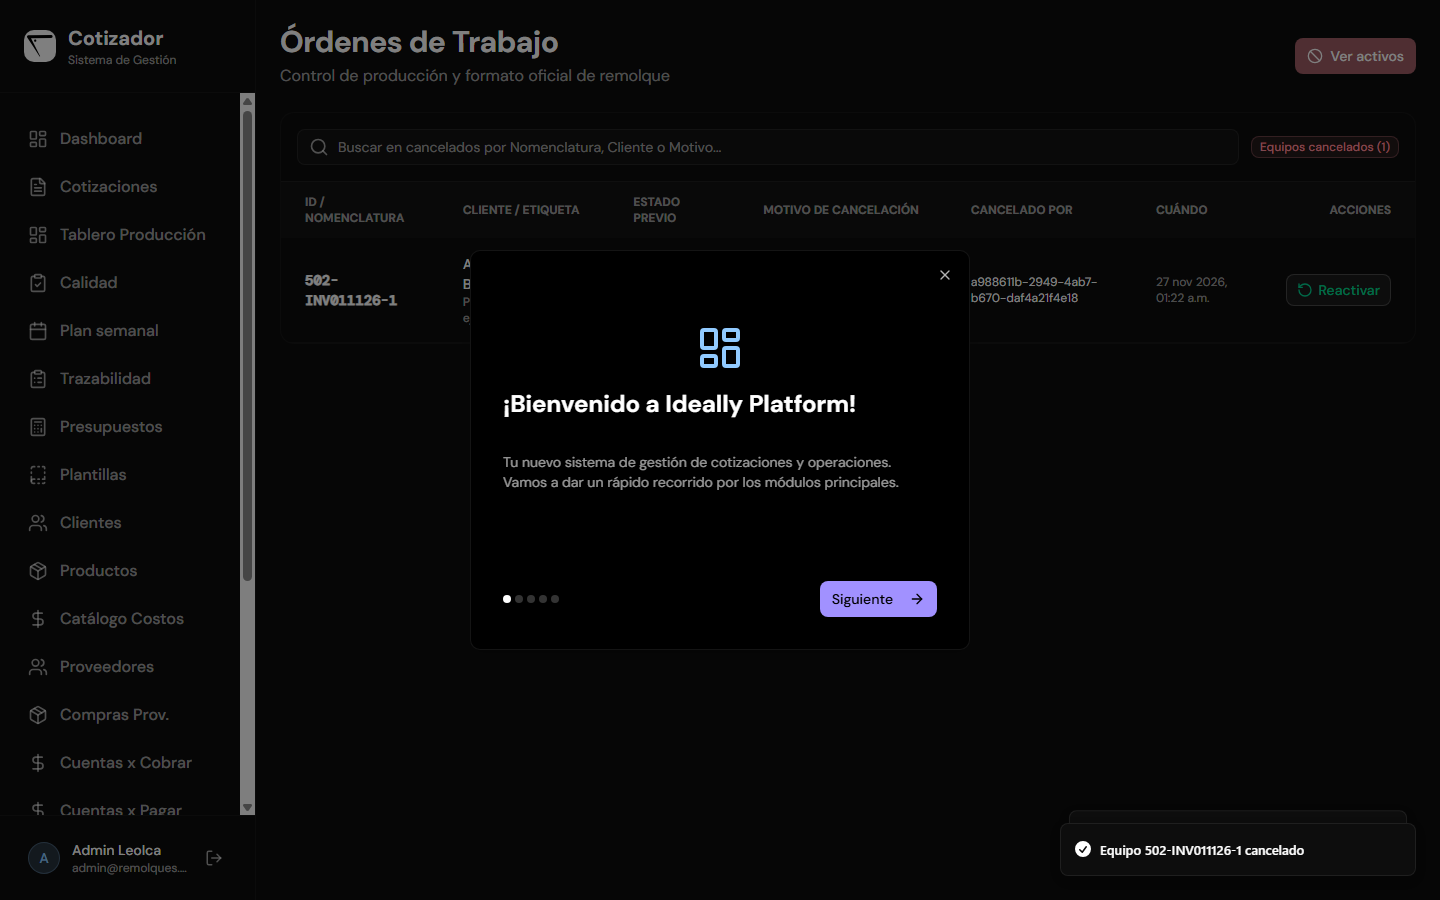 Cotizador
Sistema de Gestión
Dashboard
Cotizaciones
Tablero Producción
Calidad
Plan semanal
Trazabilidad
Presupuestos
Plantillas
Clientes
Productos
Catálogo Costos
Proveedores
Compras Prov.
Cuentas x Cobrar
Cuentas x Pagar
A
Admin Leolca
admin@remolques....
Órdenes de Trabajo
Control de producción y formato oficial de remolque
Ver activos
Buscar en cancelados por Nomenclatura, Cliente o Motivo...
Equipos cancelados (1)
ID /
NOMENCLATURA
CLIENTE / ETIQUETA
ESTADO
PREVIO
MOTIVO DE CANCELACIÓN
CANCELADO POR
CUÁNDO
ACCIONES
502-
INV011126-1
a988611b-2949-4ab7-
b670-daf4a21f4e18
27 nov 2026,
01:22 a.m.
Reactivar
¡Bienvenido a Ideally Platform!
Tu nuevo sistema de gestión de cotizaciones y operaciones.
Vamos a dar un rápido recorrido por los módulos principales.
Siguiente
Equipo 502-INV011126-1 cancelado